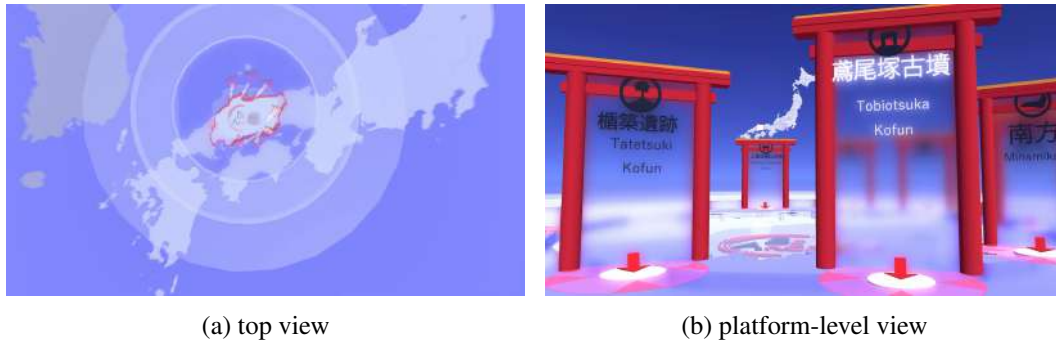 楯築遺跡
Tatetsuki
Kofun
鳶尾塚古墳
Tobiotsuka
Kofun
南方
(a) top view
(b) platform-level view